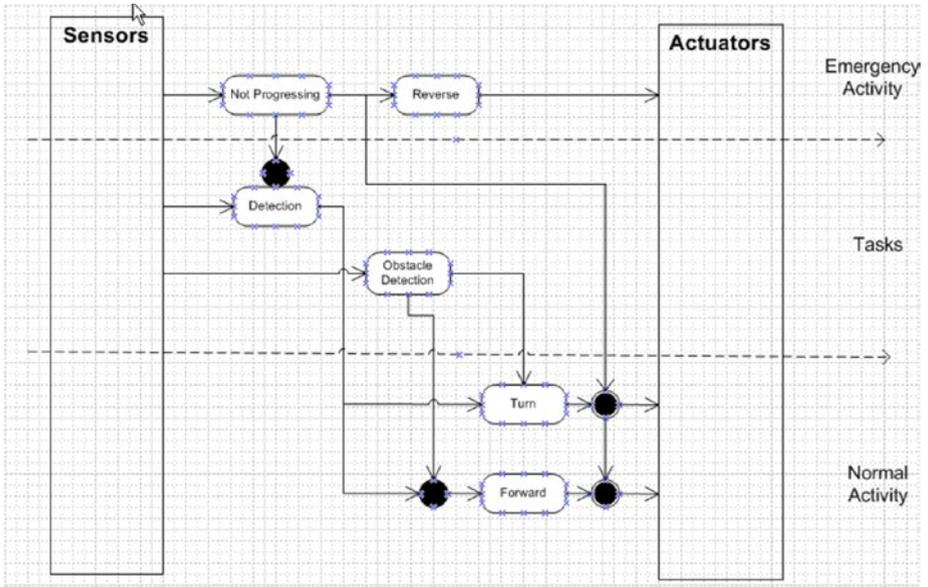 Sensors
Actuators
Emergency
Activity
Not Progressing
Reverse
Detection
Tasks
Obstacle
Detection
Turn
Normal
Activity
Forward